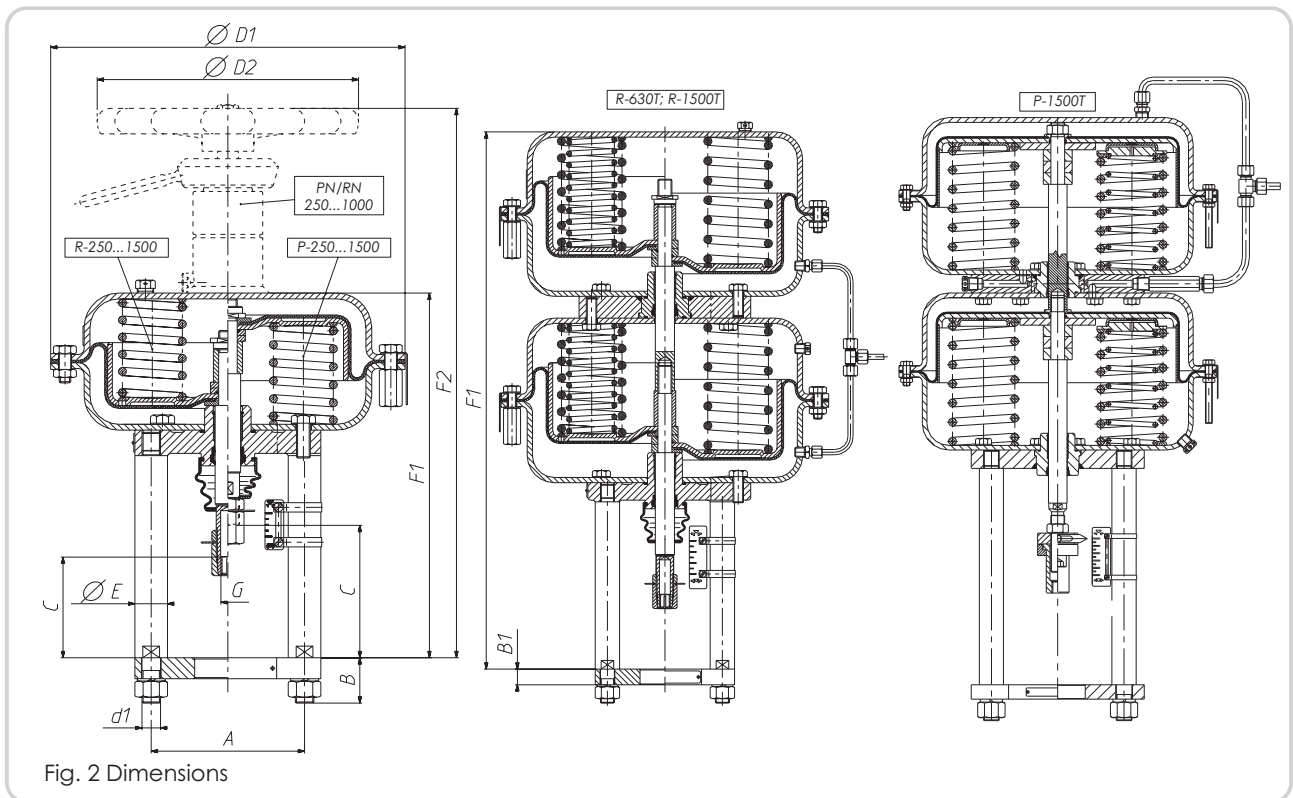 Ø D1
Ø D2
R-630T; R-1500T
P-1500T
PN/RN
250...1000
R-250...1500
P-250...1500
F2
F1
F1
C
C
Ø E
G
B1
B
d1
A
Fig. 2 Dimensions